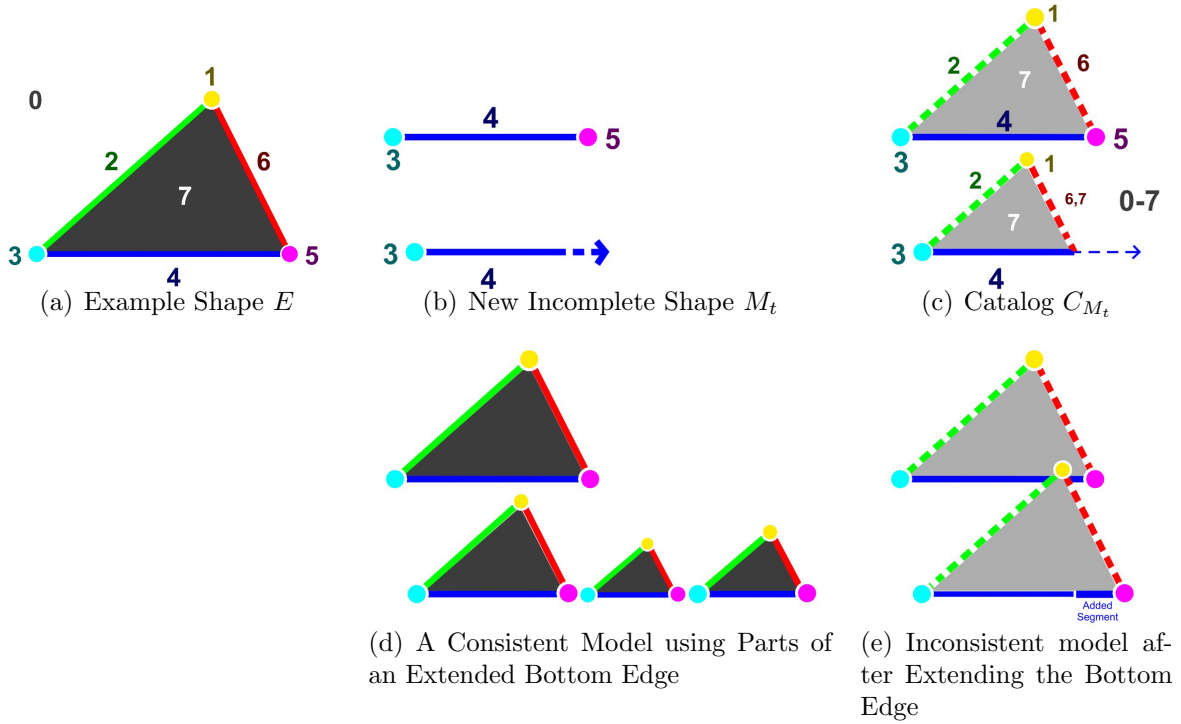 0
1
2
6
7
3
5
4
(a) Example Shape E
4
3
5
3
4
(b) New Incomplete Shape M_t
1
2
6
7
4
3
5
1
2
6,7
0-7
7
3
4
(c) Catalog C_{M_t}
(d) A Consistent Model using Parts of
an Extended Bottom Edge
Added
Segment
(e) Inconsistent model af-
ter Extending the Bottom
Edge